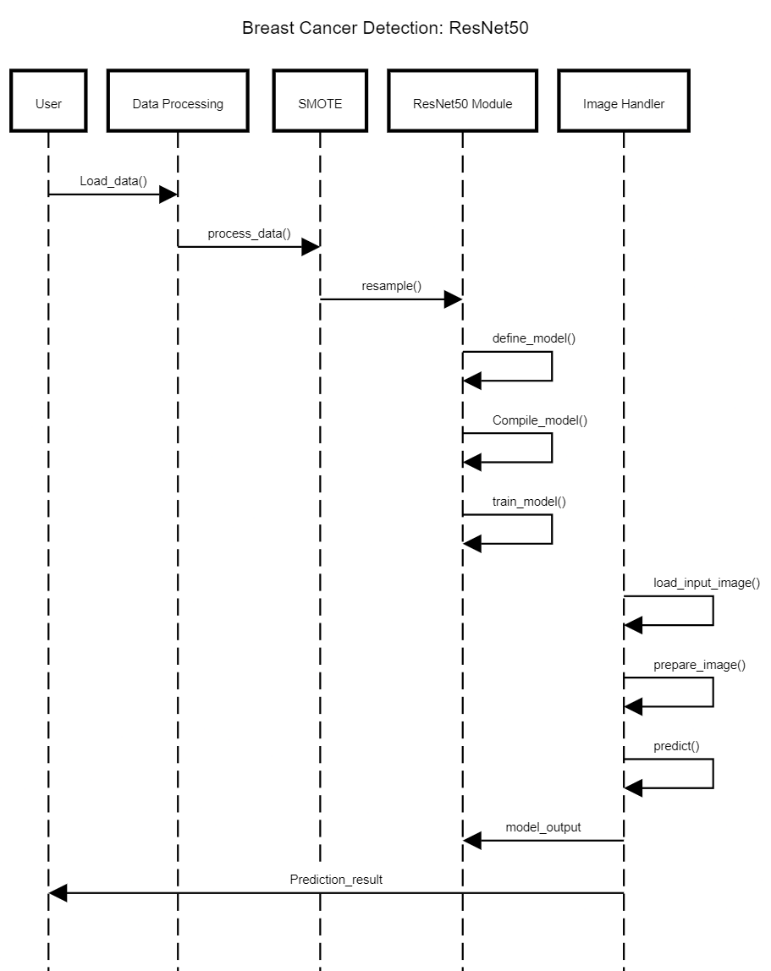 Breast Cancer Detection: ResNet50
User
Data Processing
SMOTE
ResNet50 Module
Image Handler
Load_data()
process_data()
resample()
define_model()
Compile_model()
train_model()
load_input_image()
prepare_image()
predict()
model_output
Prediction_result